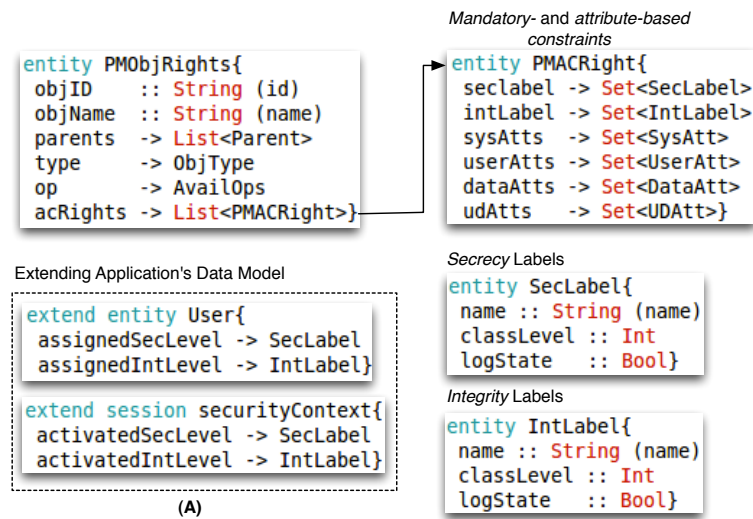 Mandatory- and attribute-based
constraints
entity PMObjRights{
objID :: String (id)
objName :: String (name)
parents -> List<Parent>
type -> ObjType
op -> AvailOps
acRights -> List<PMACRight>}
entity PMACRight{
seclabel -> Set<SecLabel>
intLabel -> Set<IntLabel>
sysAtts -> Set<SysAtt>
userAtts -> Set<UserAtt>
dataAtts -> Set<DataAtt>
udAtts -> Set<UDAtt>}
Extending Application's Data Model
extend entity User{
assignedSecLevel -> SecLabel
assignedIntLevel -> IntLabel}
extend session securityContext{
activatedSecLevel -> SecLabel
activatedIntLevel -> IntLabel}
(A)
Secrecy Labels
entity SecLabel{
name :: String (name)
classLevel :: Int
logState :: Bool}
Integrity Labels
entity IntLabel{
name :: String (name)
classLevel :: Int
logState :: Bool}